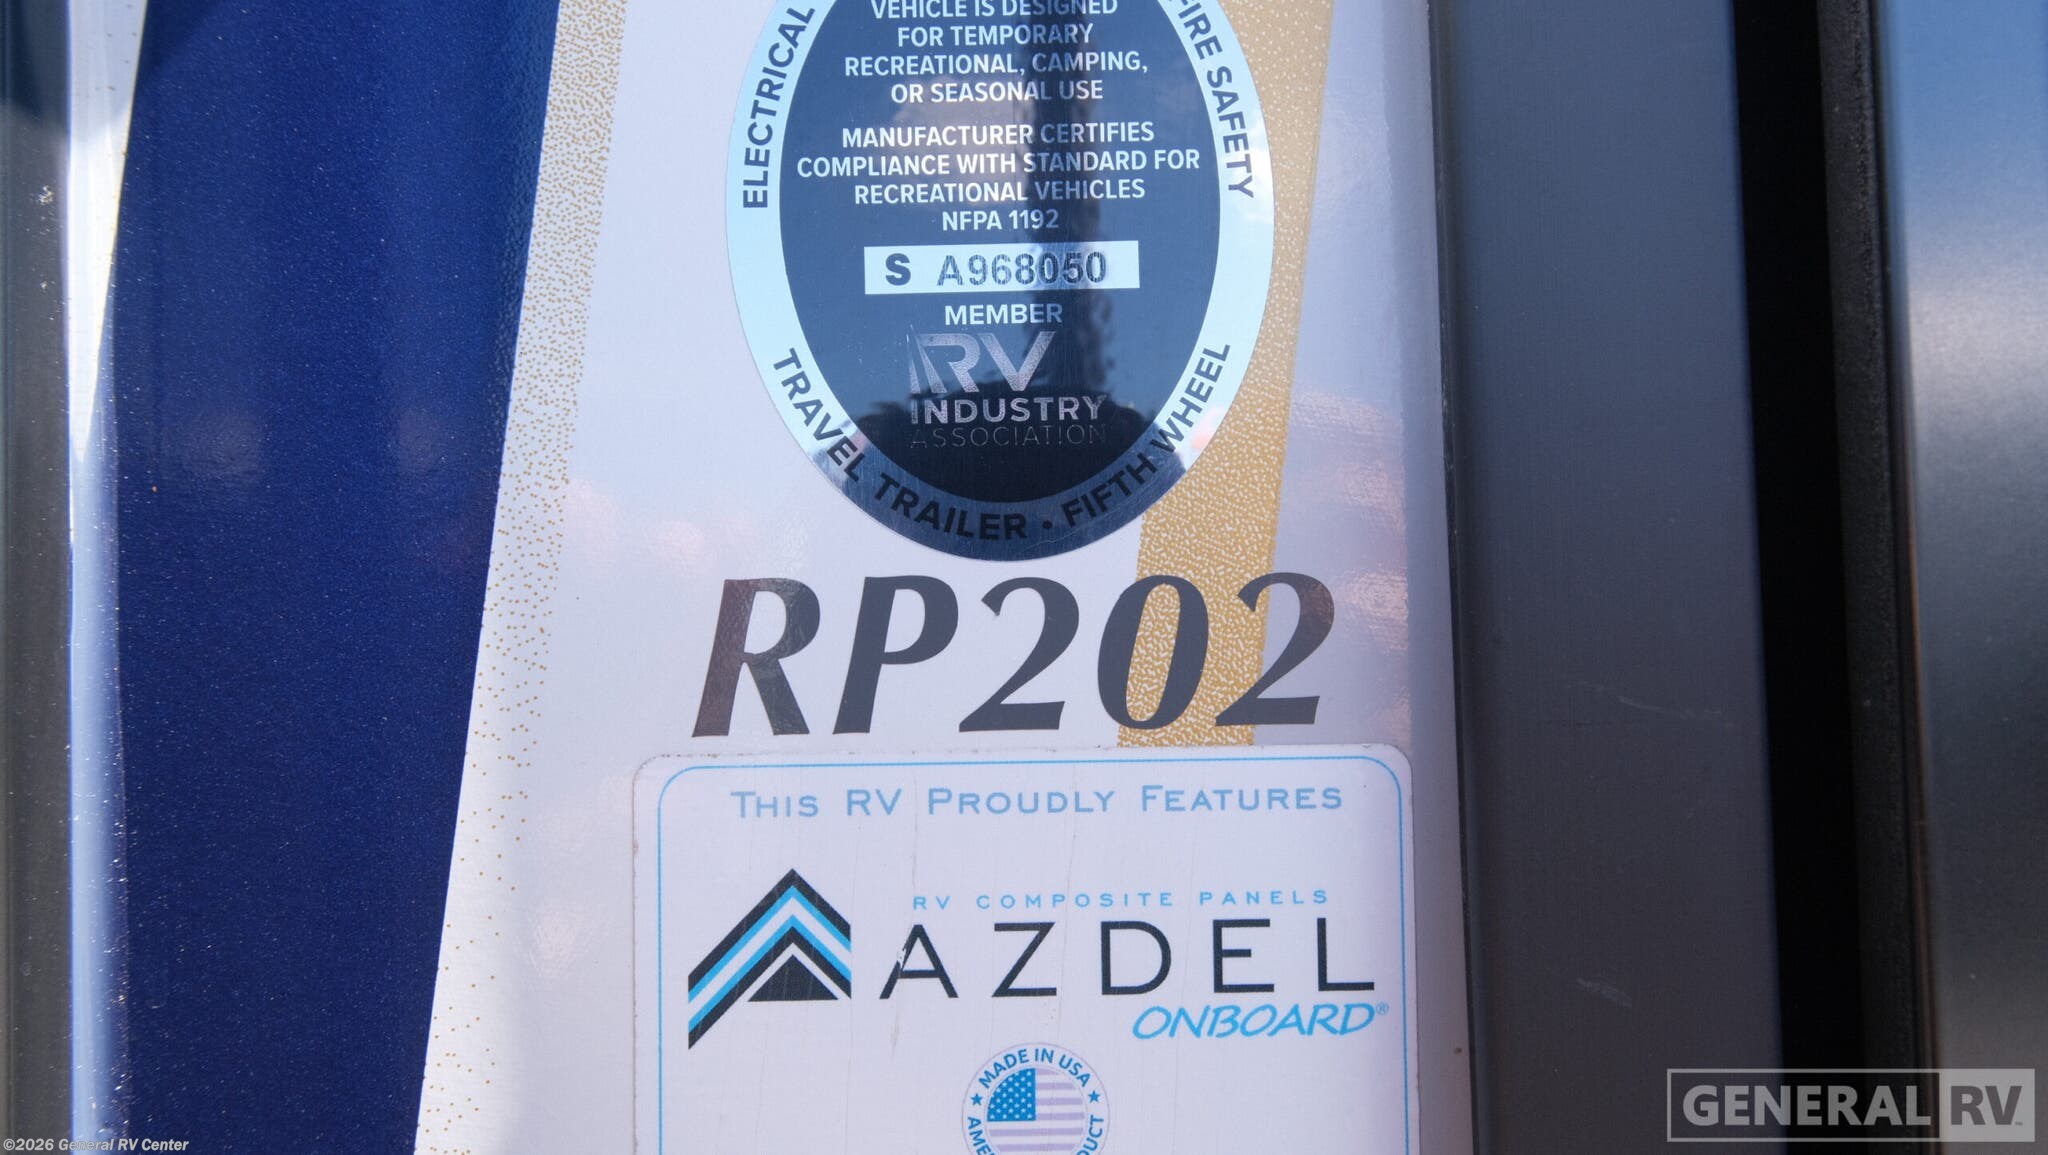 ELECTRICAL
FIRE SAFETY
VEHICLE IS DESIGNED
FOR TEMPORARY
RECREATIONAL, CAMPING,
OR SEASONAL USE
MANUFACTURER CERTIFIES
COMPLIANCE WITH STANDARD FOR
RECREATIONAL VEHICLES
NFPA 1192
S A968050
MEMBER
RV
INDUSTRY
ASSOCIATION
TRAVEL TRAILER • FIFTH WHEEL
RP202
THIS RV PROUDLY FEATURES
RV COMPOSITE PANELS
AZDEL
ONBOARD®
★ MADE IN USA ★
GENERAL RV
©2026 General RV Center